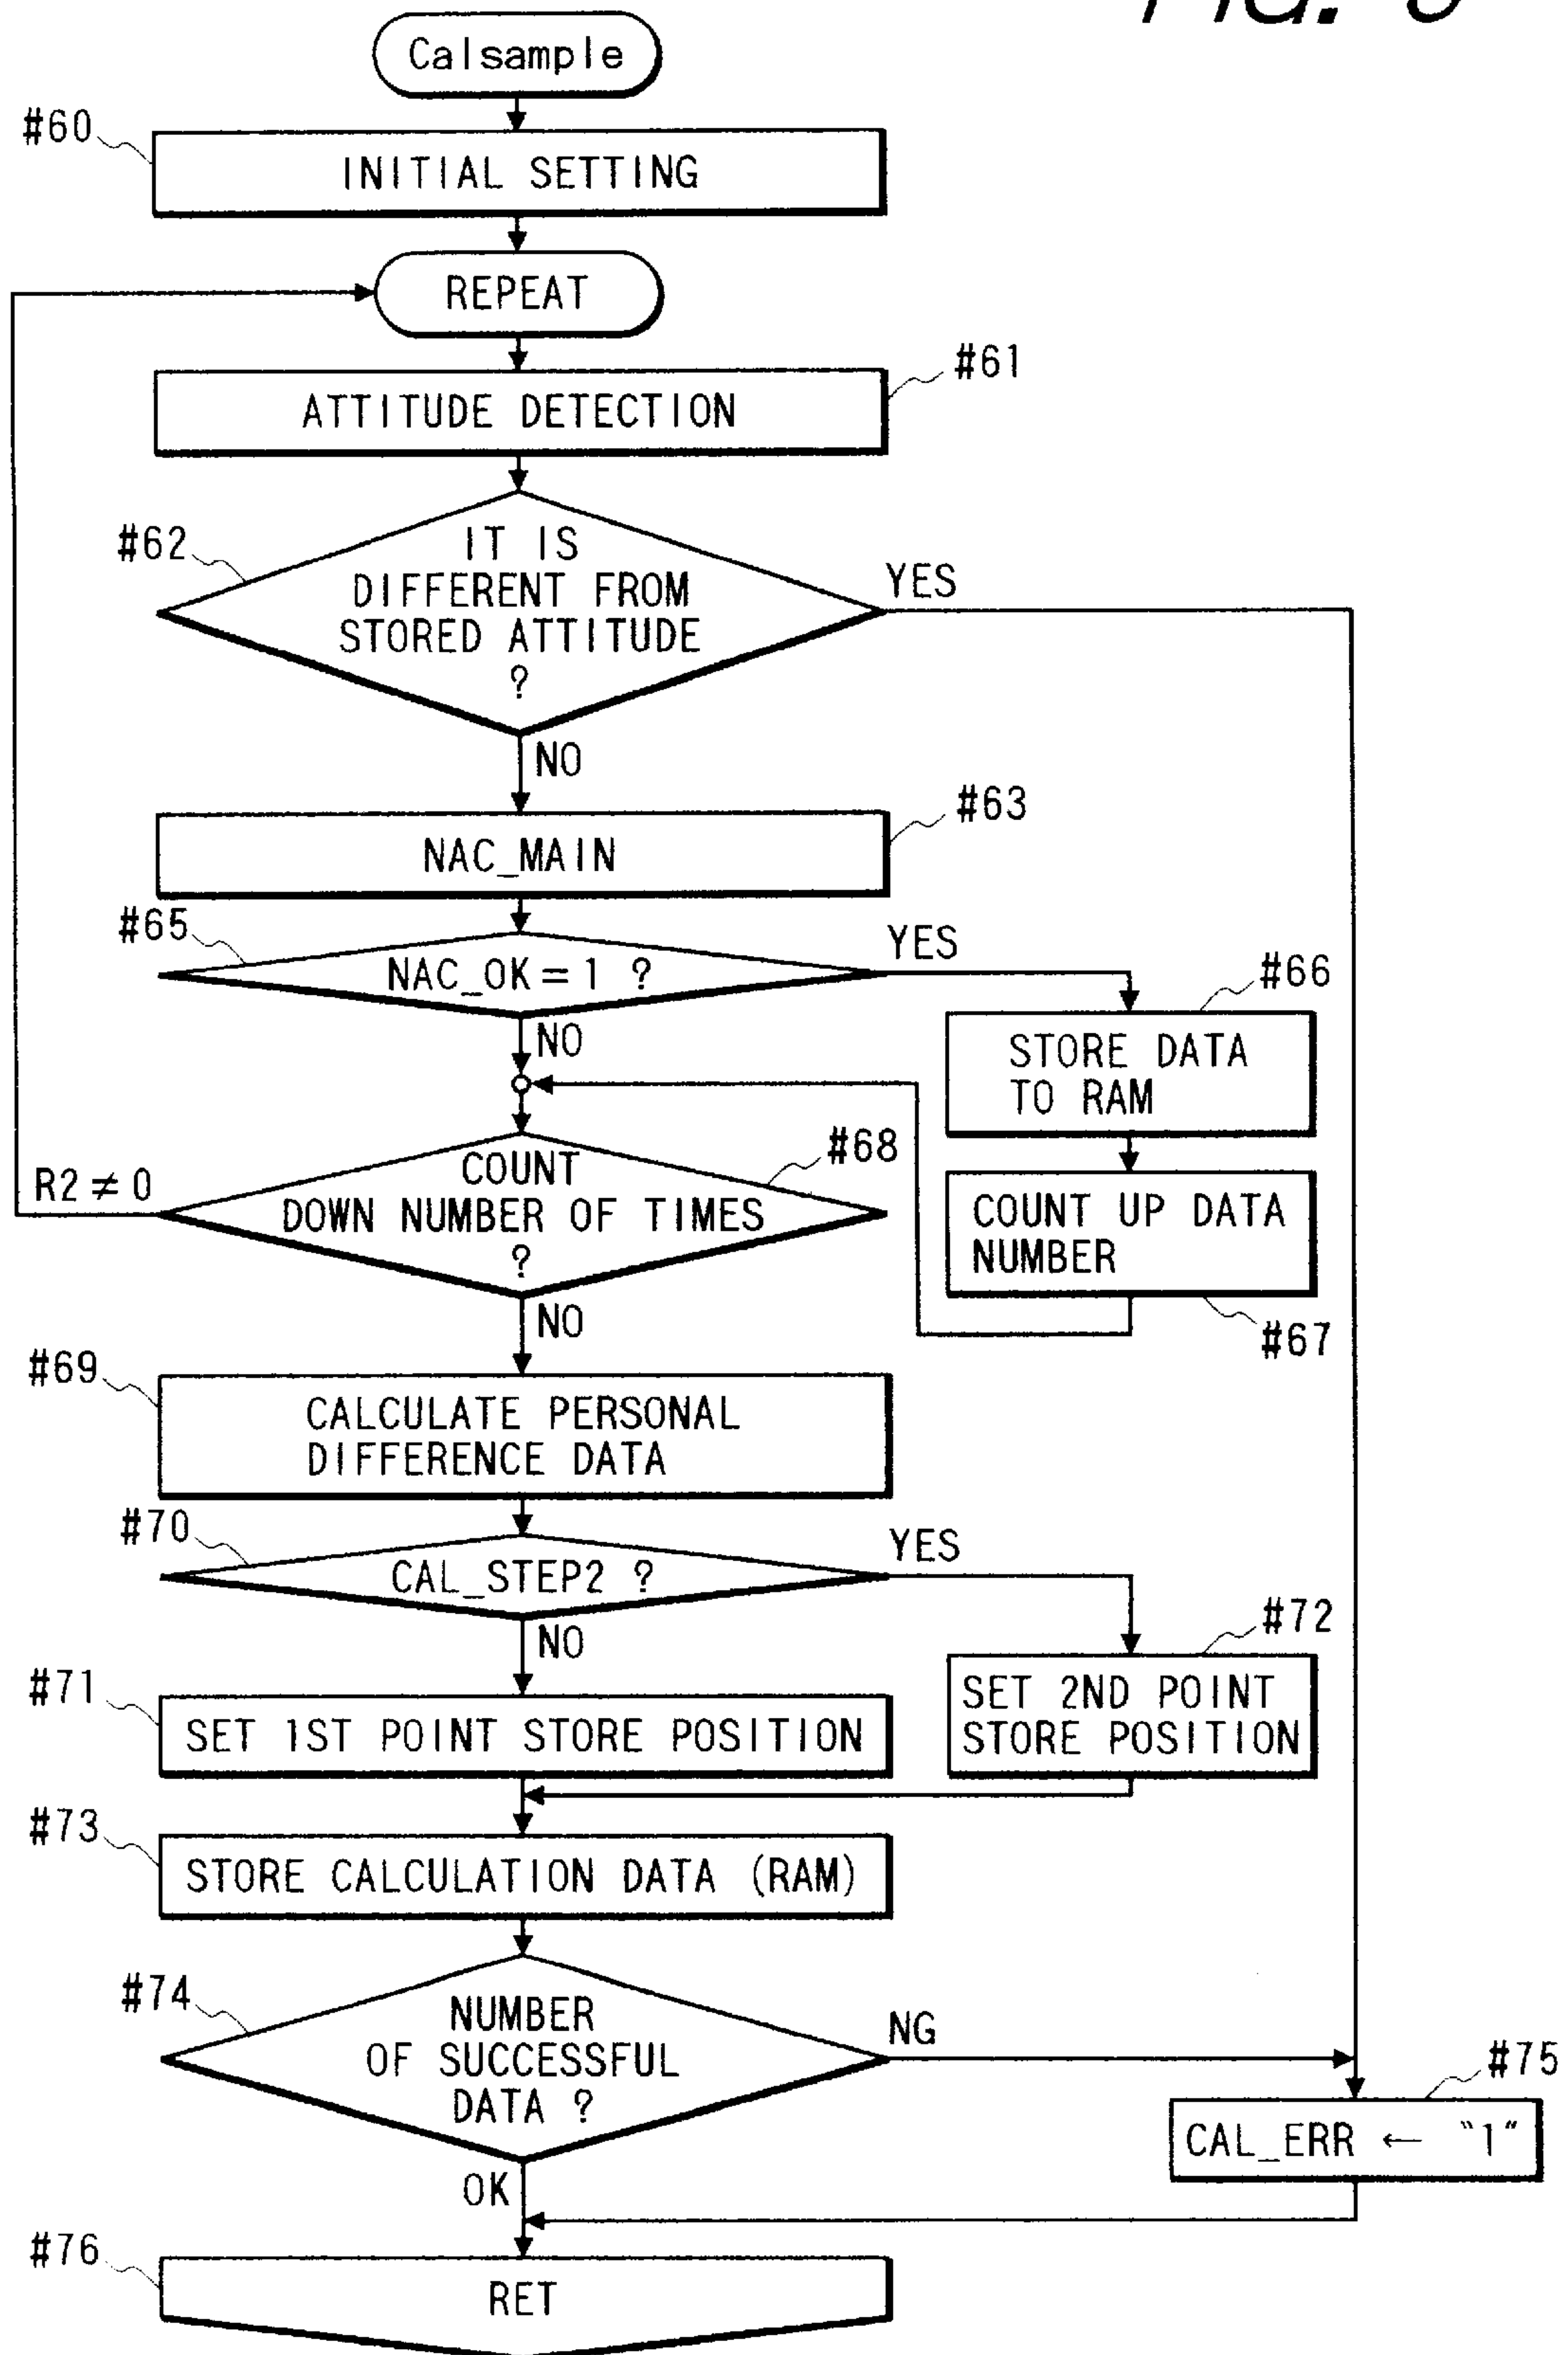 FIG.
Calsample
#60
INITIAL SETTING
REPEAT
#61
ATTITUDE DETECTION
#62
IT IS
DIFFERENT FROM
STORED ATTITUDE
?
YES
NO
#63
NAC_MAIN
#65
NAC_OK = 1 ?
YES
NO
#66
STORE DATA
TO RAM
#67
COUNT UP DATA
NUMBER
#68
COUNT
DOWN NUMBER OF TIMES
?
R2 ≠ 0
NO
#69
CALCULATE PERSONAL
DIFFERENCE DATA
#70
CAL_STEP2 ?
YES
NO
#71
SET 1ST POINT STORE POSITION
#72
SET 2ND POINT
STORE POSITION
#73
STORE CALCULATION DATA (RAM)
#74
NUMBER
OF SUCCESSFUL
DATA ?
NG
OK
#75
CAL_ERR ← "1"
#76
RET